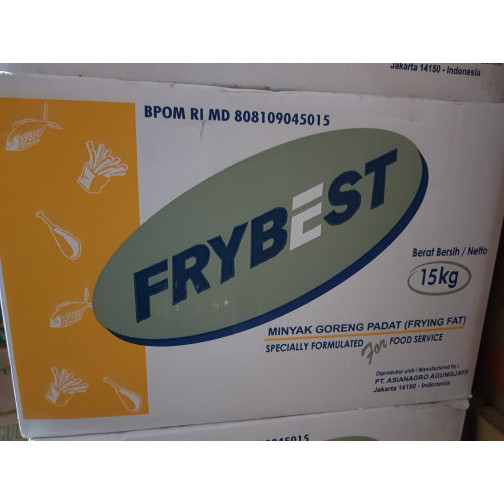 Jakarta 14150 - Indonesia
BPOM RI MD 808109045015
FRYBEST
Berat Bersih / Netto
15kg
MINYAK GORENG PADAT (FRYING FAT)
SPECIALLY FORMULATED For FOOD SERVICE
Diproduksi oleh / Manufactured by :
PT. ASIANAGRO AGUNGJAYA
Jakarta 14150 - Indonesia